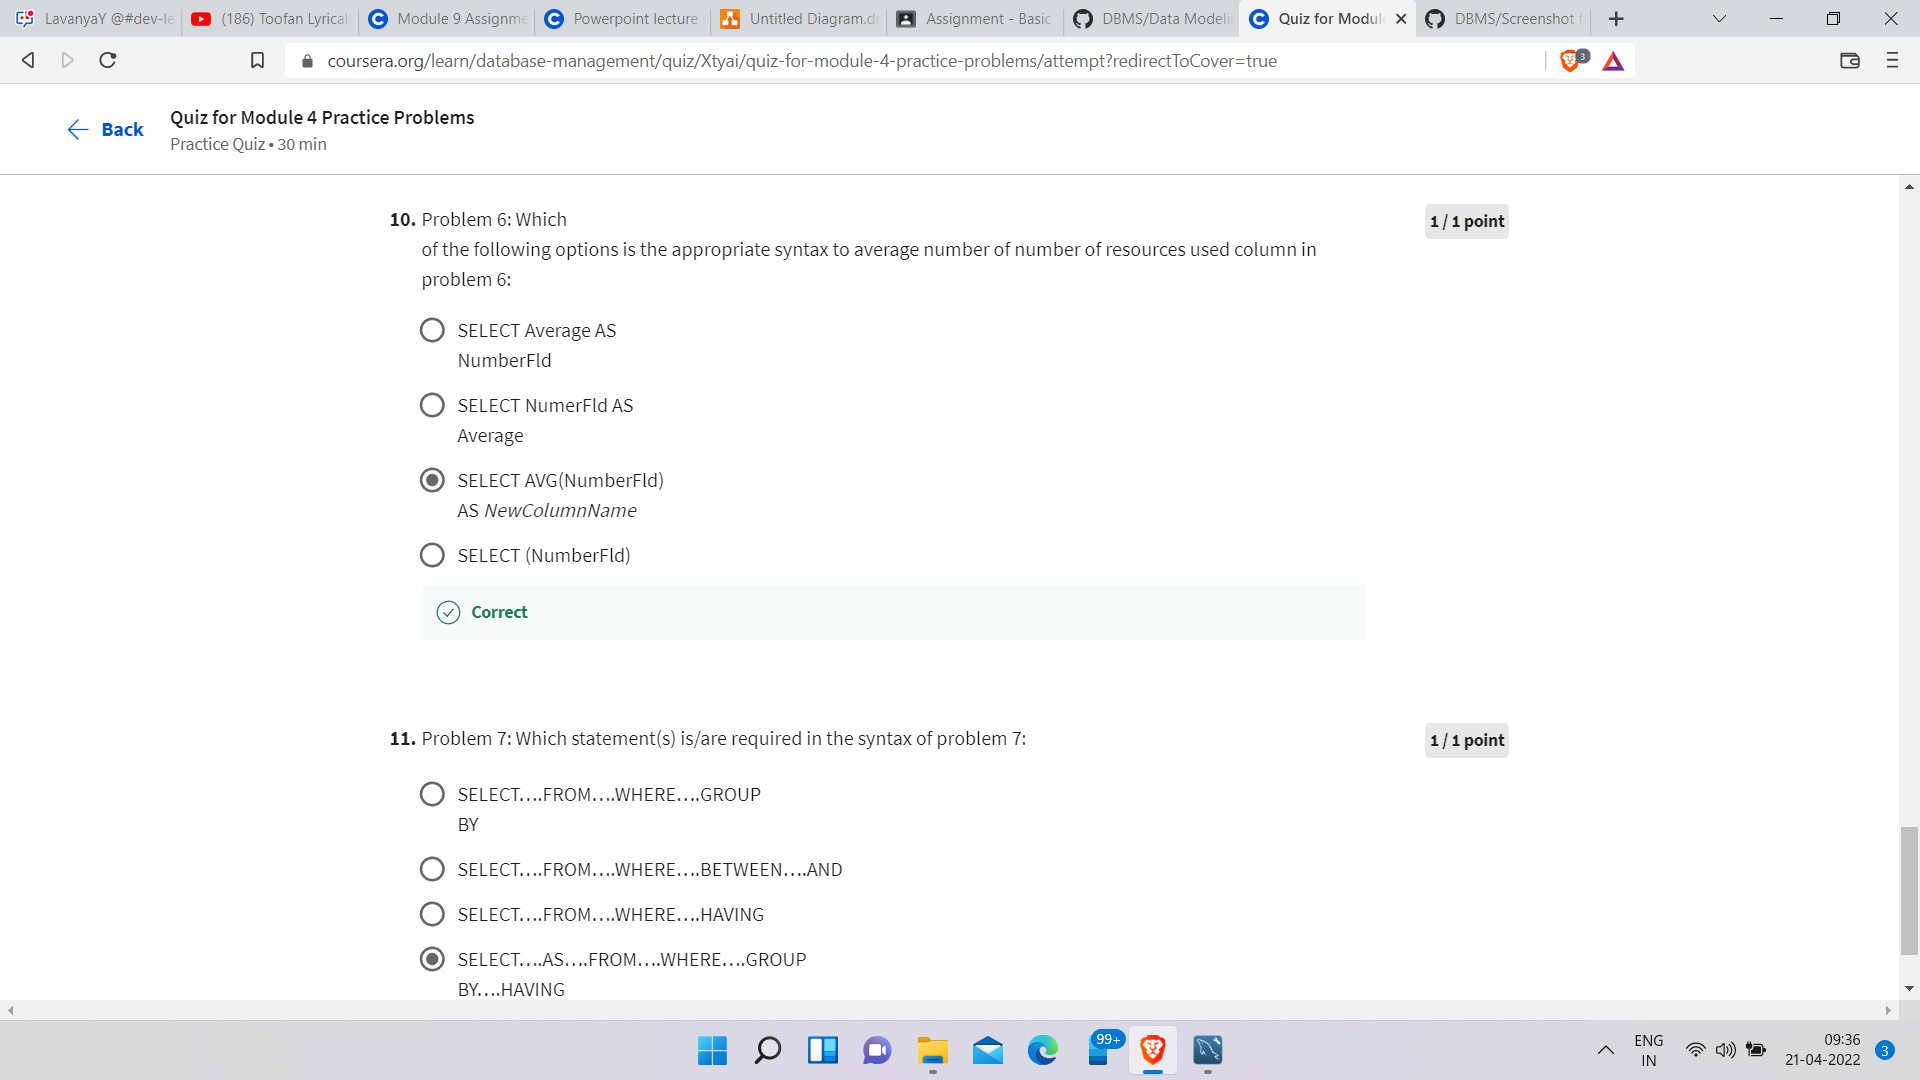 LavanyaY @#dev-le
(186) Toofan Lyrical
Module 9 Assignme
Powerpoint lecture
Untitled Diagram.dr
Assignment - Basic
DBMS/Data Modeli
Quiz for Modul
DBMS/Screenshot f
coursera.org/learn/database-management/quiz/Xtyai/quiz-for-module-4-practice-problems/attempt?redirectToCover=true
3
Back
Quiz for Module 4 Practice Problems
Practice Quiz • 30 min
10. Problem 6: Which
of the following options is the appropriate syntax to average number of number of resources used column in
problem 6:
1 / 1 point
SELECT Average AS
NumberFld
SELECT NumerFld AS
Average
SELECT AVG(NumberFld)
AS NewColumnName
SELECT (NumberFld)
Correct
11. Problem 7: Which statement(s) is/are required in the syntax of problem 7:
1 / 1 point
SELECT….FROM….WHERE….GROUP
BY
SELECT….FROM….WHERE….BETWEEN….AND
SELECT….FROM….WHERE….HAVING
SELECT….AS….FROM….WHERE….GROUP
BY….HAVING
99+
ENG
IN
09:36
21-04-2022
3